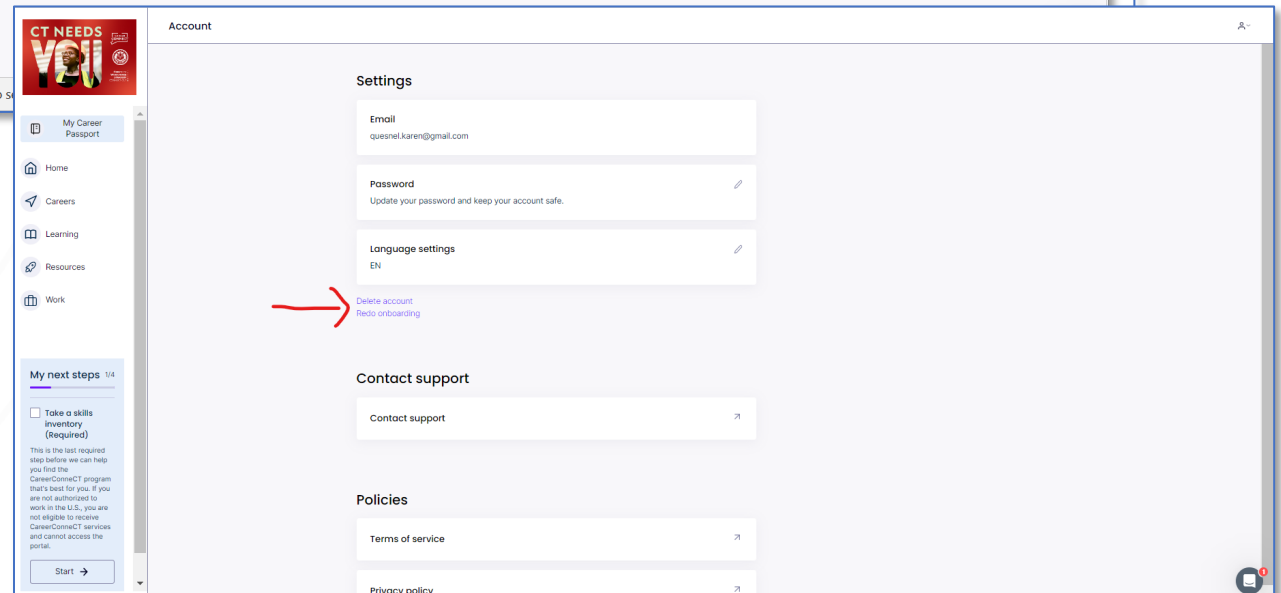 CT NEEDS
YOU
Account
My Career
Passport
Home
Careers
Learning
Resources
Work
My next steps 1/4
Take a skills
inventory
(Required)
This is the last required
step before we can help
you find the
CareerConneCT program
that's best for you. If you
are not authorized to
work in the U.S., you are
not eligible to receive
CareerConneCT services
and cannot access the
portal.
Start →
Settings
Email
quesnel.karen@gmail.com
Password
Update your password and keep your account safe.
Language settings
EN
Delete account
Redo onboarding
Contact support
Contact support
Policies
Terms of service
Privacy policy
1